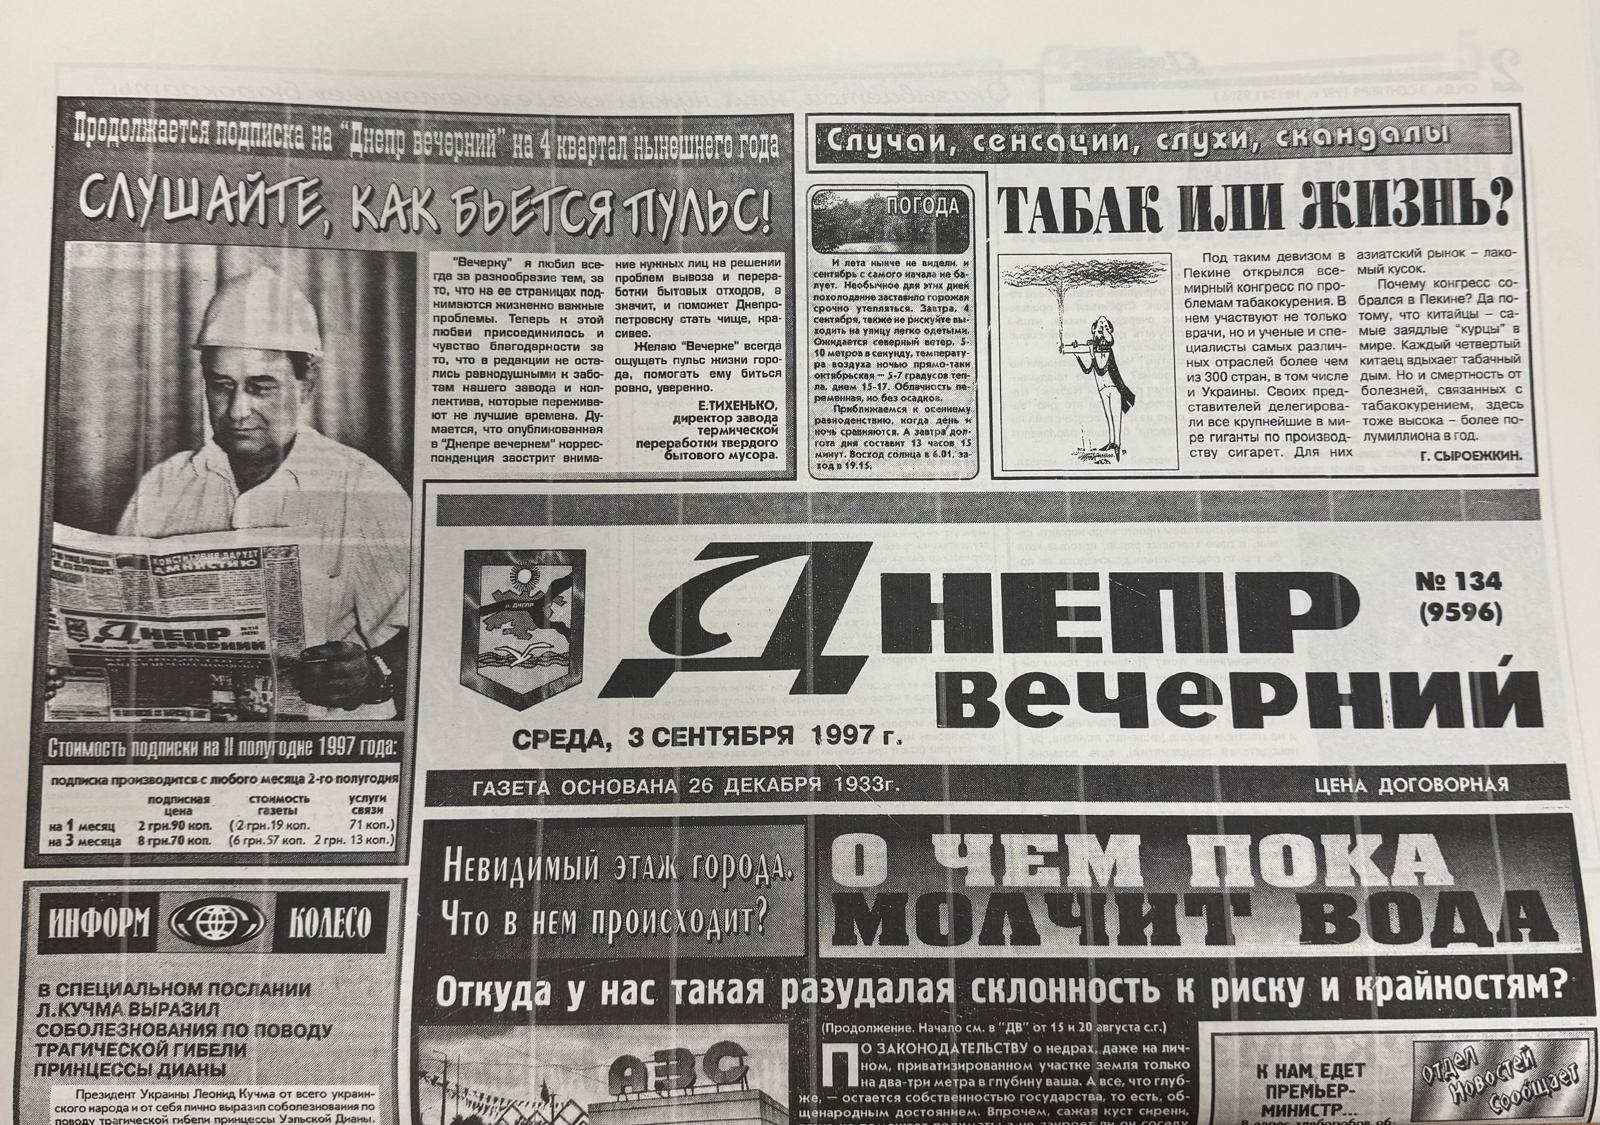 Продолжается подписка на "Днепр вечерний" на 4 квартал нынешнего года
СЛУШАЙТЕ, КАК БЬЕТСЯ ПУЛЬС!
"Вечерку" я любил все-
гда за разнообразие тем, за
то, что на ее страницах под-
нимаются жизненно важные
проблемы. Теперь к этой
любви присоединилось и
чувство благодарности за
то, что в редакции не оста-
лись равнодушными к забо-
там нашего завода и кол-
лектива, которые пережива-
ют не лучшие времена. Ду-
мается, что опубликованная
в "Днепре вечернем" коррес-
понденция заострит внима-
ние нужных лиц на решении
проблем вывоза и перера-
ботки бытовых отходов, а
значит, и поможет Днепро-
петровску стать чище, кра-
сивее.
Желаю "Вечерке" всегда
ощущать пульс жизни горо-
да, помогать ему биться
ровно, уверенно.
Е.ТИХЕНЬКО,
директор завода
термической
переработки твердого
бытового мусора.
КОНСТИТУЦИЯ ДАРУЕТ
АМНИСТИЮ
ДНЕПР
ВЕЧЕРНИЙ
Стоимость подписки на II полугодие 1997 года:
подписка производится с любого месяца 2-го полугодия
подписная стоимость услуги
цена газеты связи
на 1 месяц 2 грн.90 коп. (2 грн.19 коп. 71 коп.)
на 3 месяца 8 грн.70 коп. (6 грн.57 коп. 2 грн. 13 коп.)
Случаи, сенсации, слухи, скандалы
ПОГОДА
И лета нынче не видели, и
сентябрь с самого начала не ба-
лует. Необычное для этих дней
похолодание заставило горожан
срочно утепляться. Завтра, 4
сентября, также не рискуйте вы-
ходить на улицу легко одетыми.
Ожидается северный ветер, 5-
10 метров в секунду, температу-
ра воздуха ночью прямо-таки
октябрьская – 5-7 градусов теп-
ла, днем 15-17. Облачность пе-
ременная, но без осадков.
Приближаемся к осеннему
равноденствию, когда день и
ночь сравняются. А завтра дол-
гота дня составит 13 часов 15
минут. Восход солнца в 6.01, за-
ход в 19.15.
ТАБАК ИЛИ ЖИЗНЬ?
Под таким девизом в
Пекине открылся все-
мирный конгресс по про-
блемам табакокурения. В
нем участвуют не только
врачи, но и ученые и спе-
циалисты самых различ-
ных отраслей более чем
из 300 стран, в том числе
и Украины. Своих пред-
ставителей делегирова-
ли все крупнейшие в ми-
ре гиганты по производ-
ству сигарет. Для них
азиатский рынок – лако-
мый кусок.
Почему конгресс со-
брался в Пекине? Да по-
тому, что китайцы – са-
мые заядлые "курцы" в
мире. Каждый четвертый
китаец вдыхает табачный
дым. Но и смертность от
болезней, связанных с
табакокурением, здесь
тоже высока – более по-
лумиллиона в год.
Г. СЫРОЕЖКИН.
р. ДНЕПР
ДНЕПР
вечерний
№ 134
(9596)
СРЕДА, 3 СЕНТЯБРЯ 1997 г.
ГАЗЕТА ОСНОВАНА 26 ДЕКАБРЯ 1933г.
ЦЕНА ДОГОВОРНАЯ
ИНФОРМ КОЛЕСО
В СПЕЦИАЛЬНОМ ПОСЛАНИИ
Л.КУЧМА ВЫРАЗИЛ
СОБОЛЕЗНОВАНИЯ ПО ПОВОДУ
ТРАГИЧЕСКОЙ ГИБЕЛИ
ПРИНЦЕССЫ ДИАНЫ
Президент Украины Леонид Кучма от всего украин-
ского народа и от себя лично выразил соболезнования по
поводу трагической гибели принцессы Уэльской Дианы.
Невидимый этаж города.
Что в нем происходит?
О ЧЕМ ПОКА
МОЛЧИТ ВОДА
Откуда у нас такая разудалая склонность к риску и крайностям?
АЗС
(Продолжение. Начало см. в "ДВ" от 15 и 20 августа с.г.)
ПО ЗАКОНОДАТЕЛЬСТВУ о недрах, даже на лич-
ном, приватизированном участке земля только
на два-три метра в глубину ваша. А все, что глуб-
же, — остается собственностью государства, то есть, об-
щенародным достоянием. Впрочем, сажая куст сирени,
К НАМ ЕДЕТ
ПРЕМЬЕР-
МИНИСТР...
ОТДЕЛ
Новостей
Сообщает